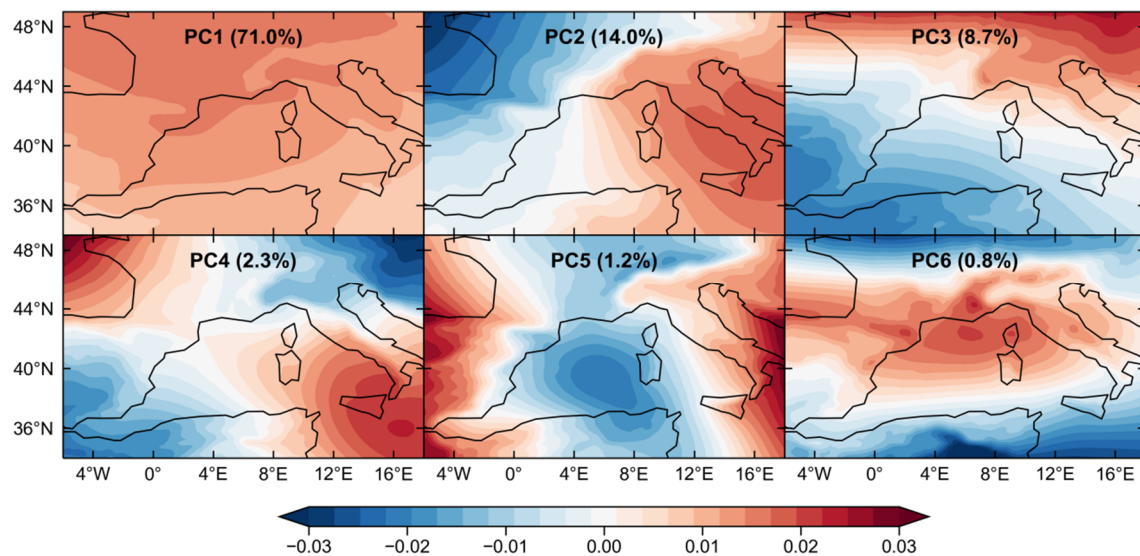 48°N
44°N
40°N
36°N
PC1 (71.0%)
PC2 (14.0%)
PC3 (8.7%)
48°N
44°N
40°N
36°N
PC4 (2.3%)
PC5 (1.2%)
PC6 (0.8%)
4°W 0° 4°E 8°E 12°E 16°E 4°W 0° 4°E 8°E 12°E 16°E 4°W 0° 4°E 8°E 12°E 16°E
−0.03 −0.02 −0.01 0.00 0.01 0.02 0.03